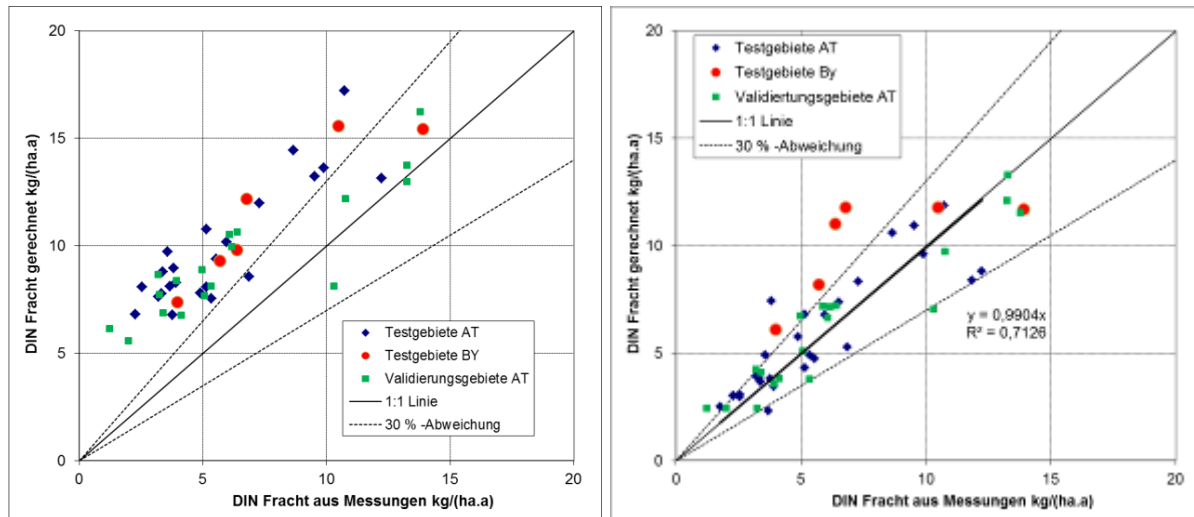 DIN Fracht gerechnet kg/(ha.a)
20
15
10
5
0
Testgebiete AT
Testgebiete BY
Validierungsgebiete AT
1:1 Linie
30 % -Abweichung
0 5 10 15 20
DIN Fracht aus Messungen kg/(ha.a)
DIN Fracht gerechnet kg/(ha.a)
20
15
10
5
0
Testgebiete AT
Testgebiete By
Validiertungsgebiete AT
1:1 Linie
30 % -Abweichung
y = 0,9904x
R² = 0,7126
0 5 10 15 20
DIN Fracht aus Messungen kg/(ha.a)